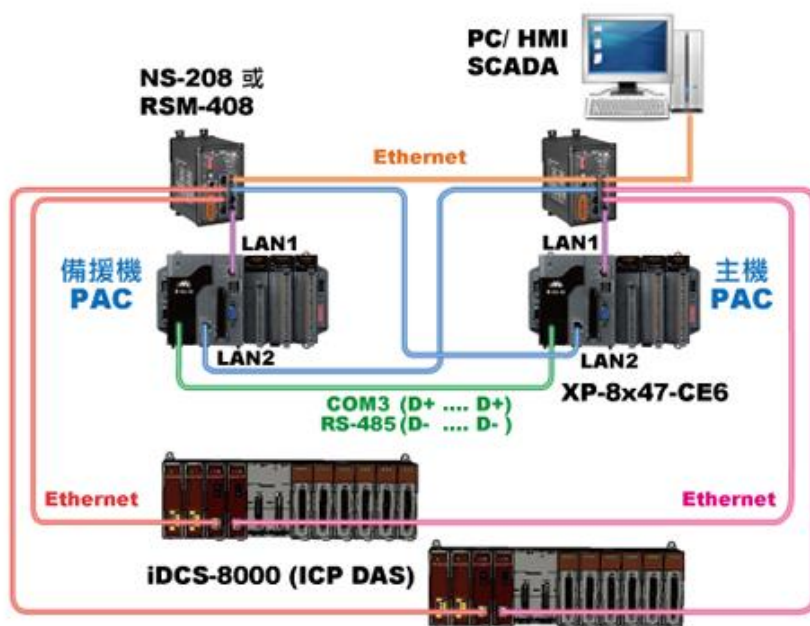 PC/ HMI
SCADA
NS-208 或
RSM-408
Ethernet
LAN1
LAN1
備援機
PAC
主機
PAC
LAN2
LAN2
XP-8x47-CE6
COM3 (D+ .... D+)
RS-485(D- .... D- )
Ethernet
Ethernet
iDCS-8000 (ICP DAS)